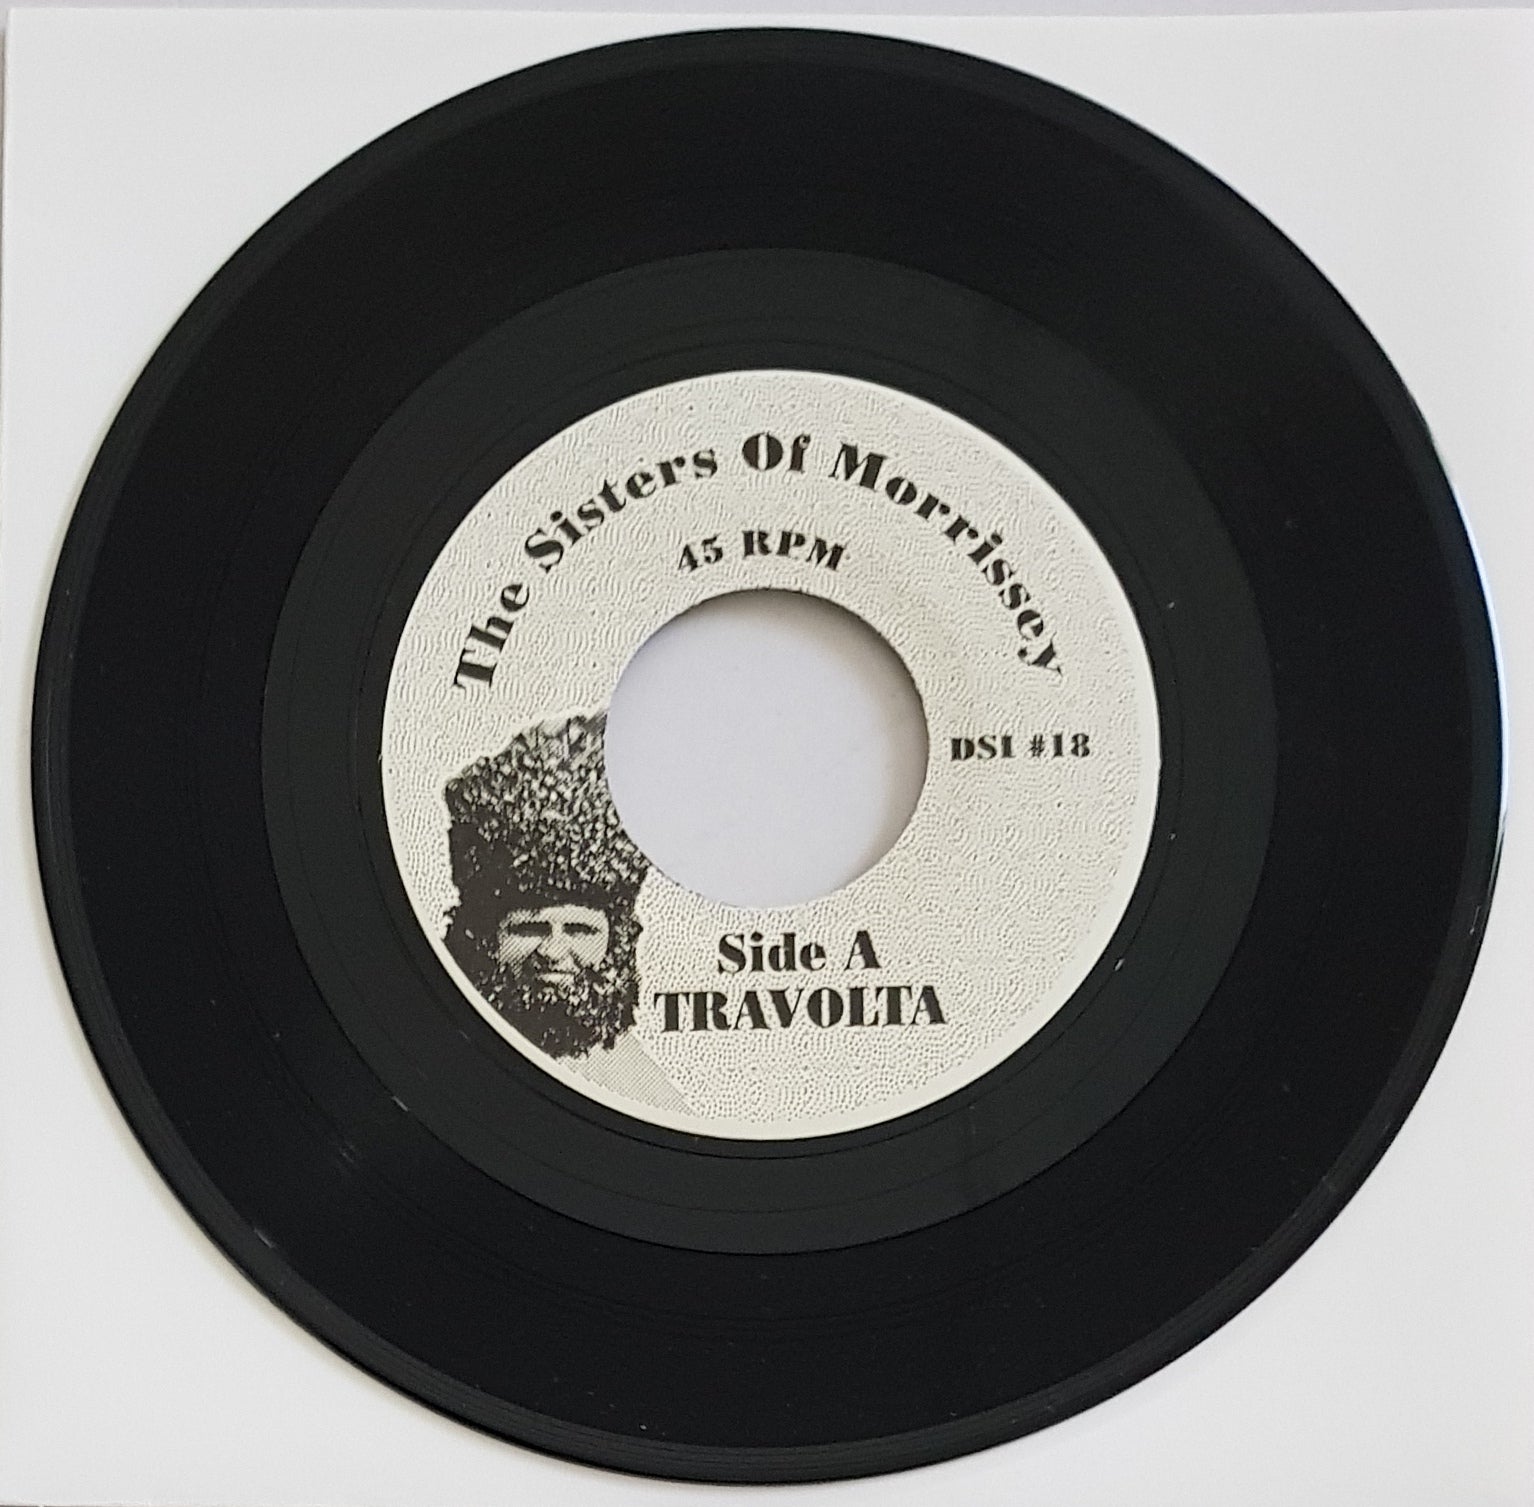 The Sisters Of Morrissey
45 RPM
DSI #18
Side A
TRAVOLTA